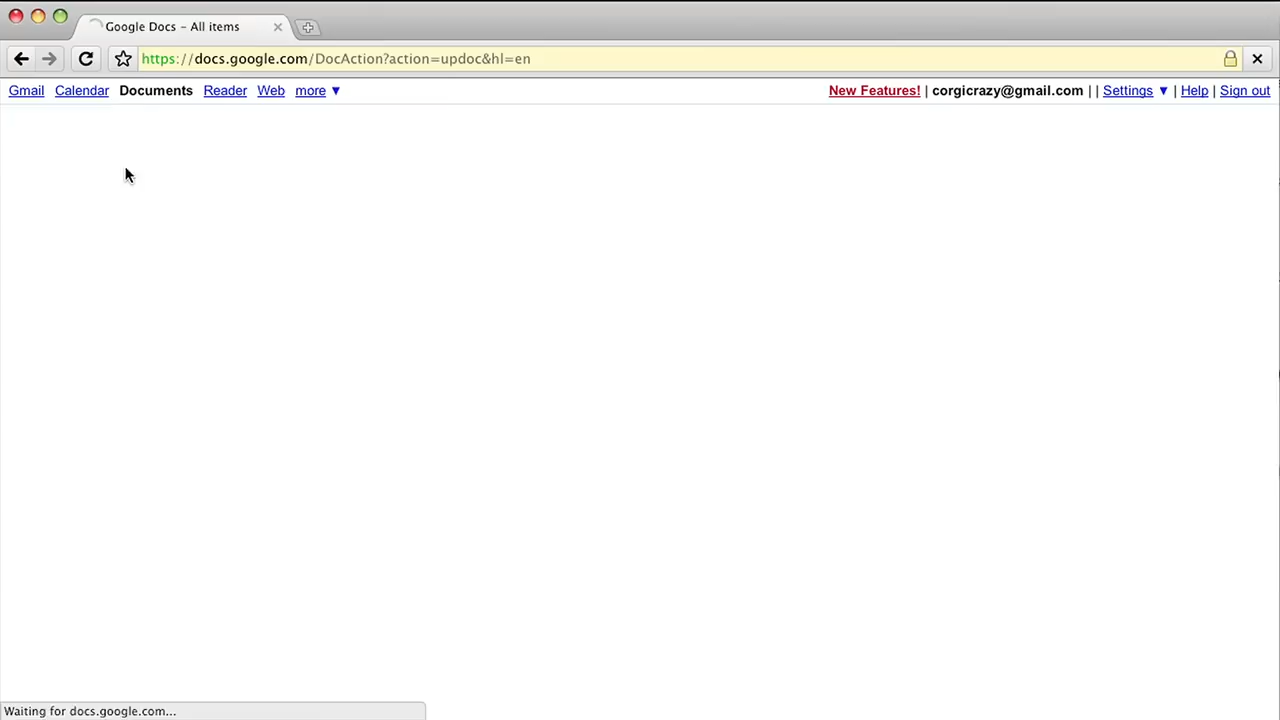 Google Docs - All items
https://docs.google.com/DocAction?action=updoc&hl=en
Gmail Calendar Documents Reader Web more ▼ New Features! | corgicrazy@gmail.com | | Settings ▼ | Help | Sign out
Waiting for docs.google.com...